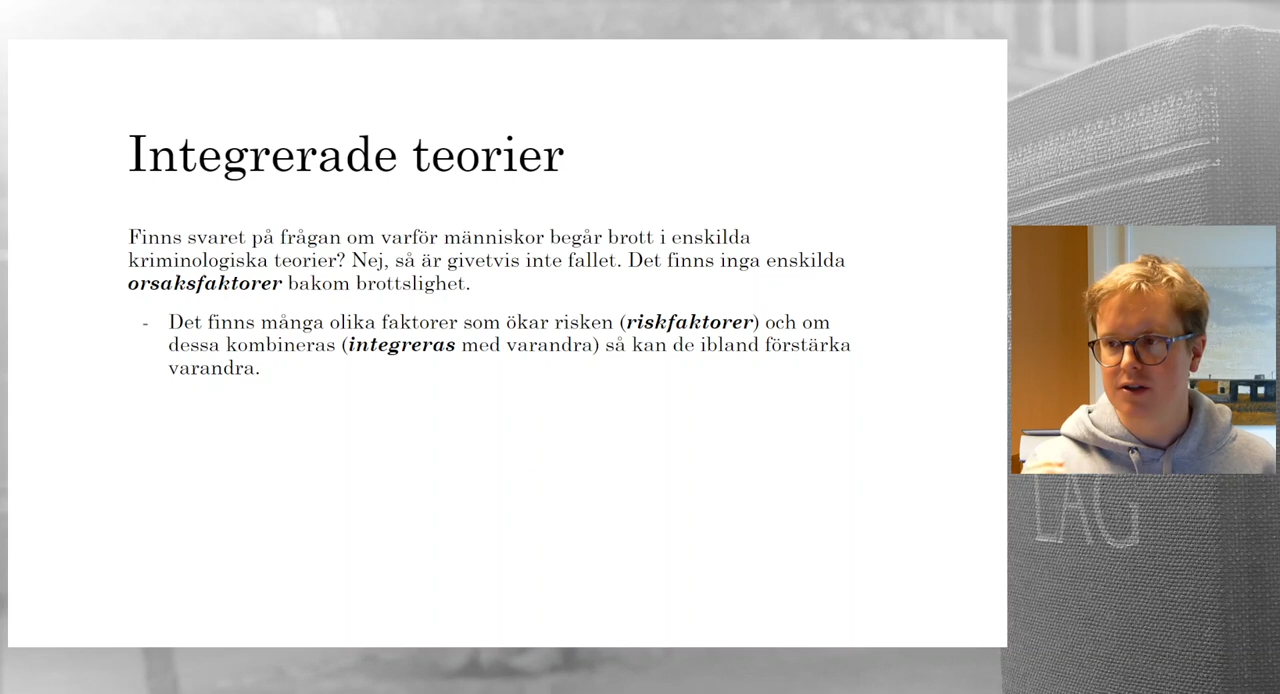 Integrerade teorier
Finns svaret på frågan om varför människor begår brott i enskilda
kriminologiska teorier? Nej, så är givetvis inte fallet. Det finns inga enskilda
orsaksfaktorer bakom brottslighet.
- Det finns många olika faktorer som ökar risken (riskfaktorer) och om
dessa kombineras (integreras med varandra) så kan de ibland förstärka
varandra.
LAG